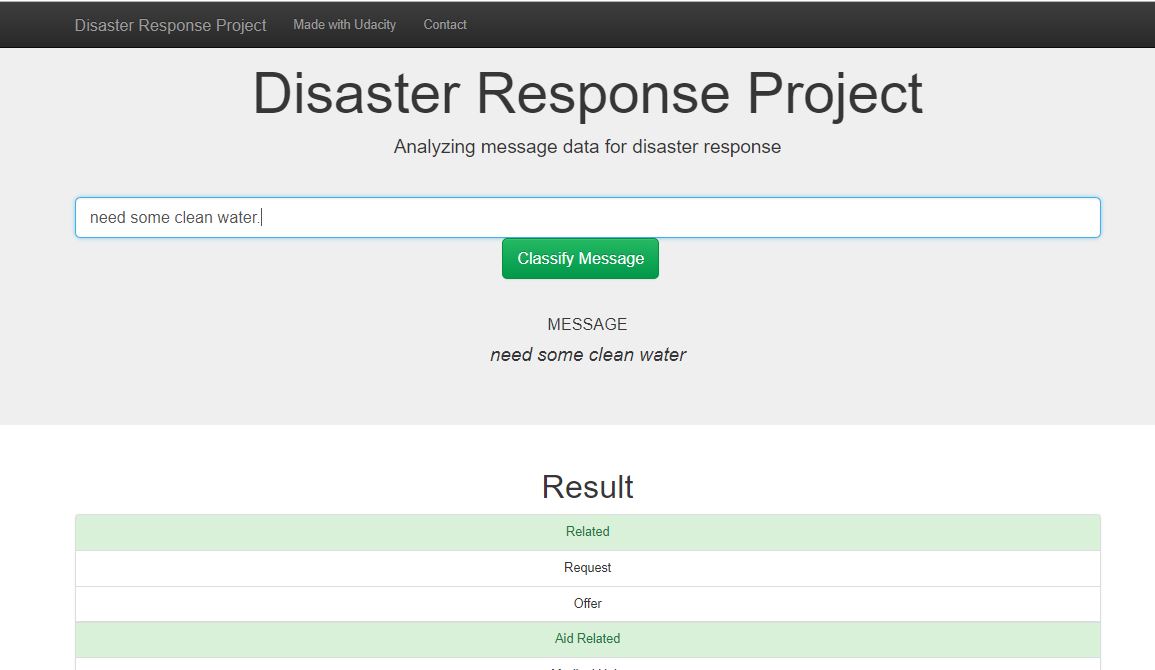 Disaster Response Project Made with Udacity Contact
Disaster Response Project
Analyzing message data for disaster response
need some clean water.
Classify Message
MESSAGE
need some clean water
Result
Related
Request
Offer
Aid Related